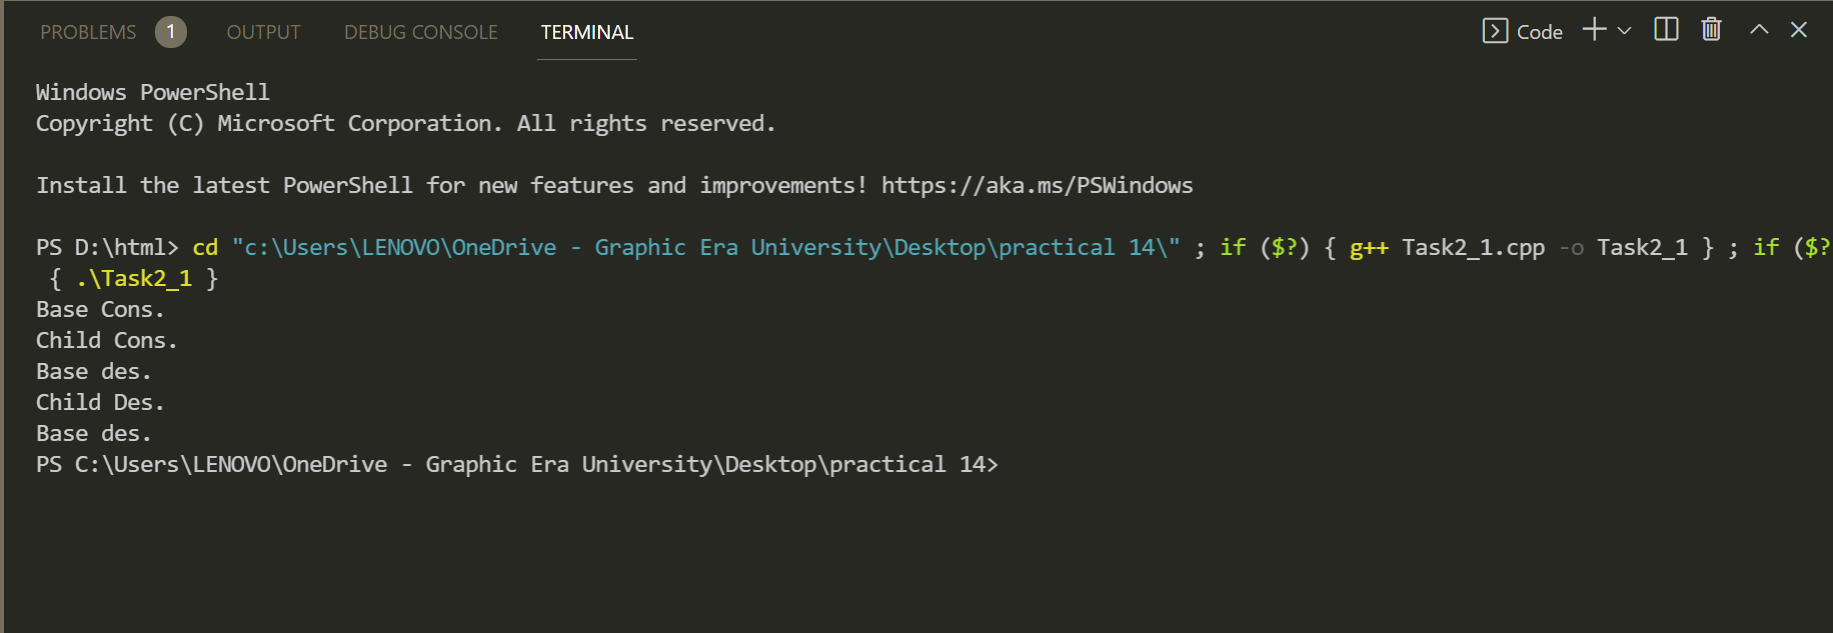 PROBLEMS 1 OUTPUT DEBUG CONSOLE TERMINAL Code
Windows PowerShell
Copyright (C) Microsoft Corporation. All rights reserved.
Install the latest PowerShell for new features and improvements! https://aka.ms/PSWindows
PS D:\html> cd "c:\Users\LENOVO\OneDrive - Graphic Era University\Desktop\practical 14\" ; if ($?) { g++ Task2_1.cpp -o Task2_1 } ; if ($?
{ .\Task2_1 }
Base Cons.
Child Cons.
Base des.
Child Des.
Base des.
PS C:\Users\LENOVO\OneDrive - Graphic Era University\Desktop\practical 14>